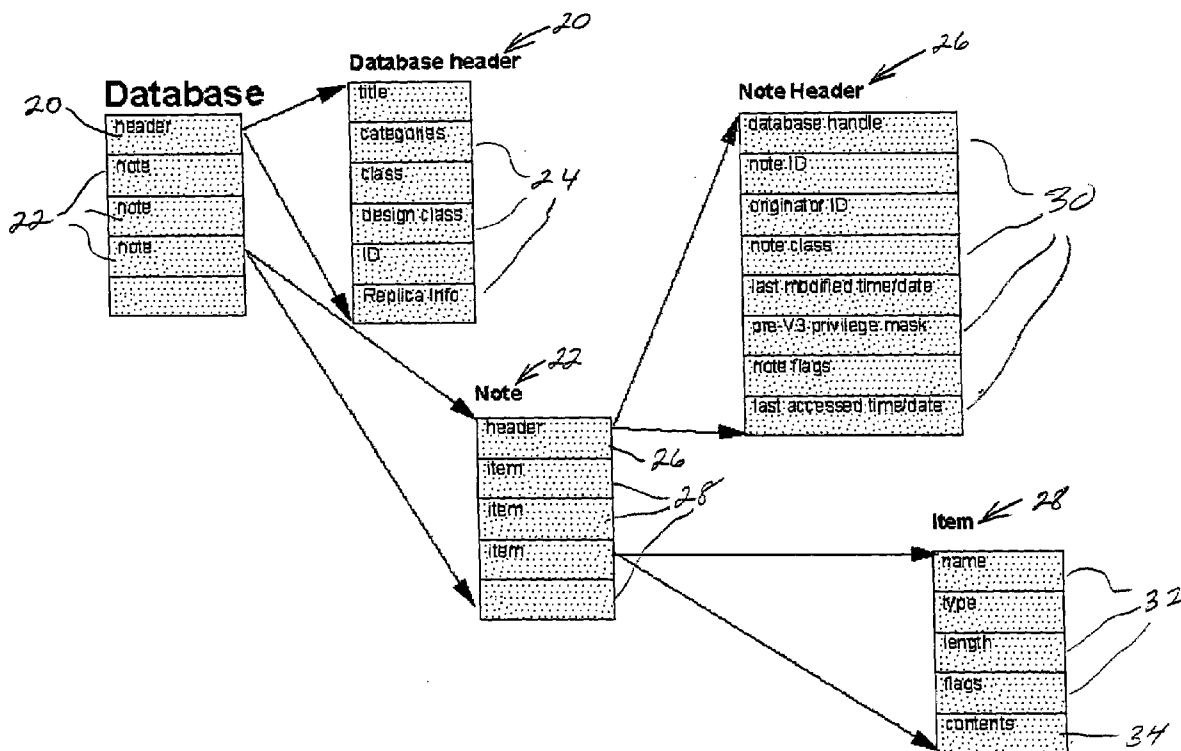 20
Database header
26
Database
title
Note Header
20
header
categories
database handle
note
class
24
note ID
22
note
design class
originator ID
30
note
ID
note class
Replica Info
last modified time/date
pre-V3 privilege mask
22
note flags
Note
last accessed time/date
header
26
item
28
item
Item
28
item
name
type
32
length
flags
contents
34